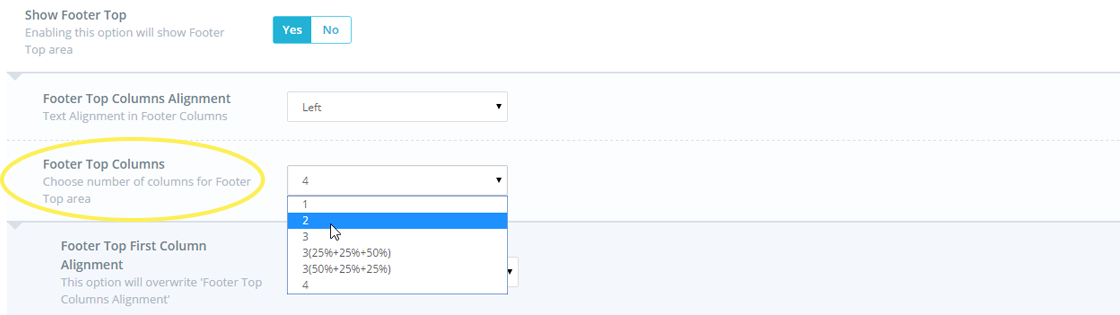 Show Footer Top
Enabling this option will show Footer
Top area
Yes No
Footer Top Columns Alignment
Text Alignment in Footer Columns
Left
Footer Top Columns
Choose number of columns for Footer
Top area
4
1
2
3
3(25%+25%+50%)
3(50%+25%+25%)
4
Footer Top First Column
Alignment
This option will overwrite 'Footer Top
Columns Alignment'